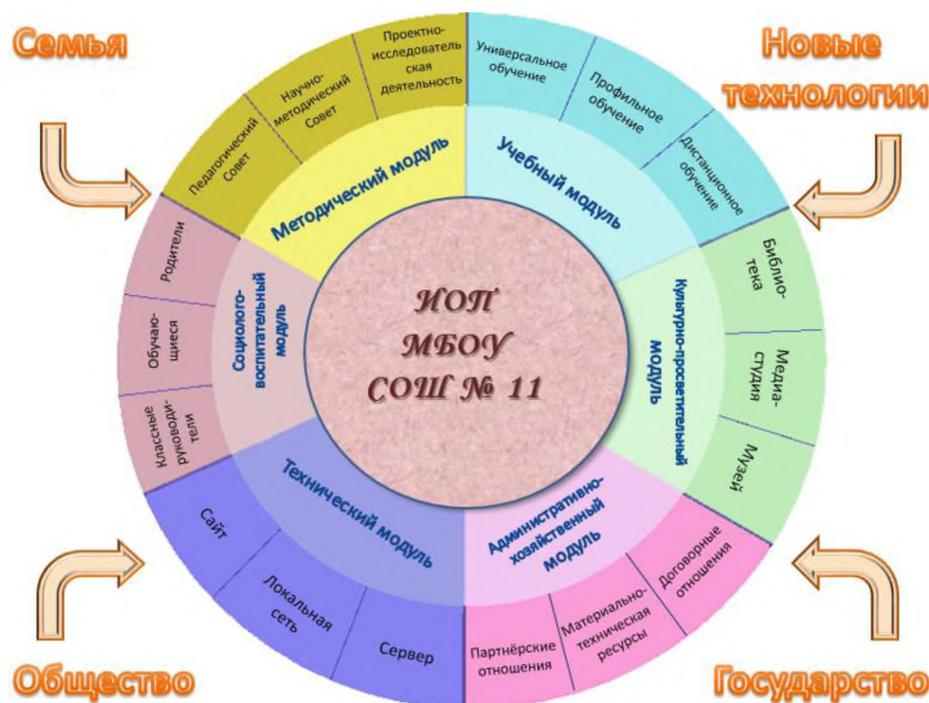 Семья
Новые
технологии
Проектно-
исследователь
ская
деятельность
Научно-
методический
Совет
Педагогический
Совет
Методический модуль
Универсальное
обучение
Профильное
обучение
Дистанционное
обучение
Учебный модуль
Родители
Обучаю-
щиеся
Классные
руководи-
тели
Социолого-
воспитательный
модуль
ИОП
МБОУ
СОШ № 11
Культурно-просветительный
модуль
Библио-
тека
Медиа-
студия
Музей
Технический модуль
Сайт
Локальная
сеть
Сервер
Административно-
хозяйственный
модуль
Партнёрские
отношения
Материально-
техническая
ресурсы
Договорные
отношения
Общество
Государство